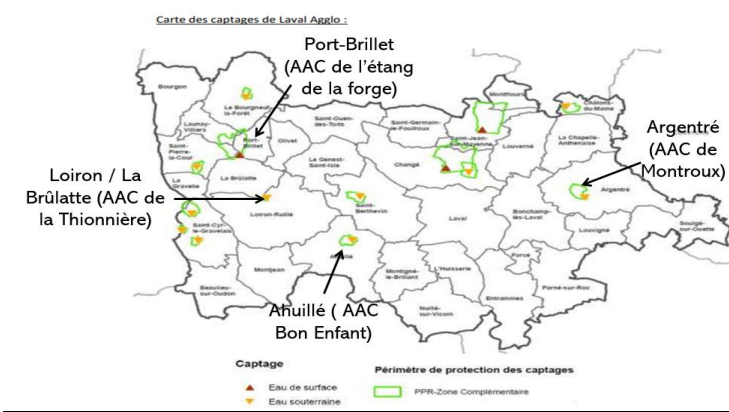 Carte des captages de Laval Agglo :
Port-Brillet
(AAC de l'étang
de la forge)
Argentré
(AAC de
Montroux)
Loiron / La
Brûlatte (AAC de
la Thionnière)
Ahuillé ( AAC
Bon Enfant)
Bourgon
Le Bourgneuf
la-Forêt
Launay-
Villiers
Saint-
Pierre
la-Cour
Port-
Brillet
Olivet
Saint-Ouën-
des-Toits
Saint-Germain-
le-Fouilloux
Montflours
Saint-Jean-
sur-Mayenne
Châlons-
du-Maine
Louverné
La Chapelle-
Anthenaise
La
Gravelle
La Brûlatte
Le Genest-
Saint-Isle
Changé
Argentré
Loiron-Ruillé
Saint-
Berthevin
Laval
Bonchamp-
lès-Laval
Louvigné
Soulgé-
sur-Ouette
Saint-Cyr-
le-Gravelais
Montjean
Montigné-
le-Brillant
L'Huisserie
Forcé
Entrammes
Parné-sur-Roc
Beaulieu-
sur-Oudon
Nuillé-
sur-Vicoin
Captage
Eau de surface
Eau souterraine
Périmètre de protection des captages
PPR-Zone Complémentaire